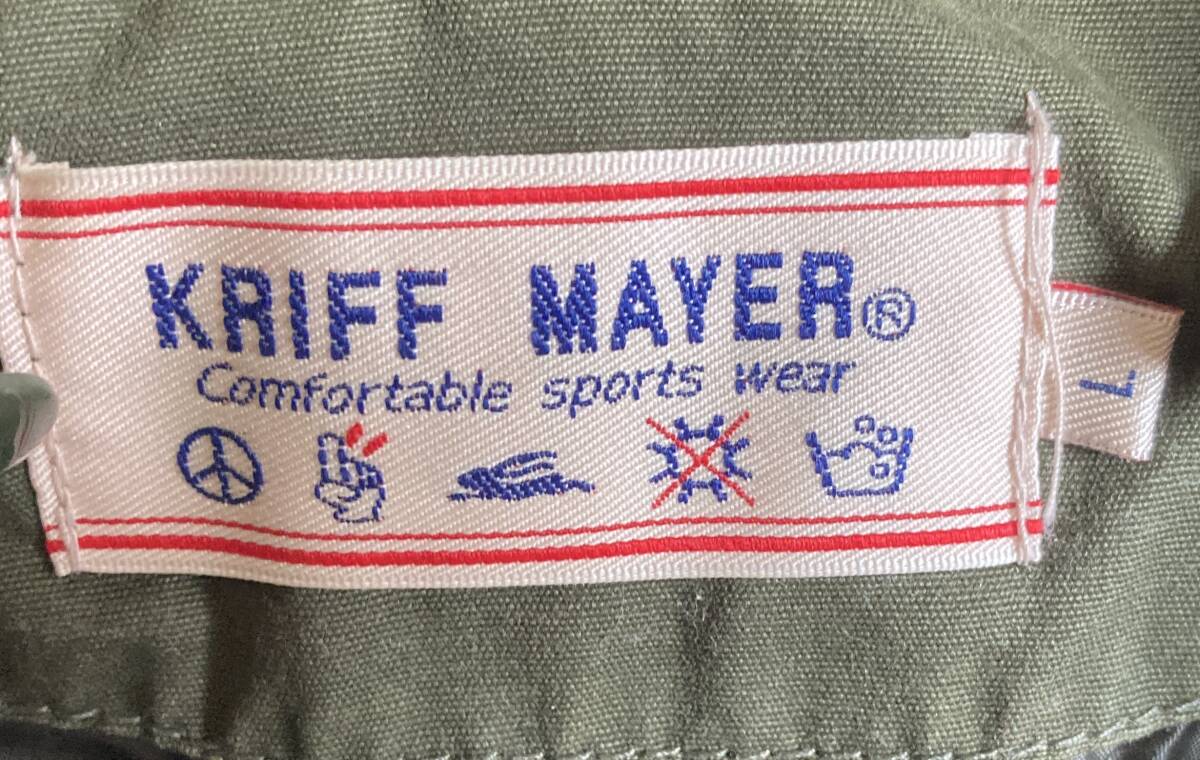 KRIFF MAYER®
Comfortable sports wear
L